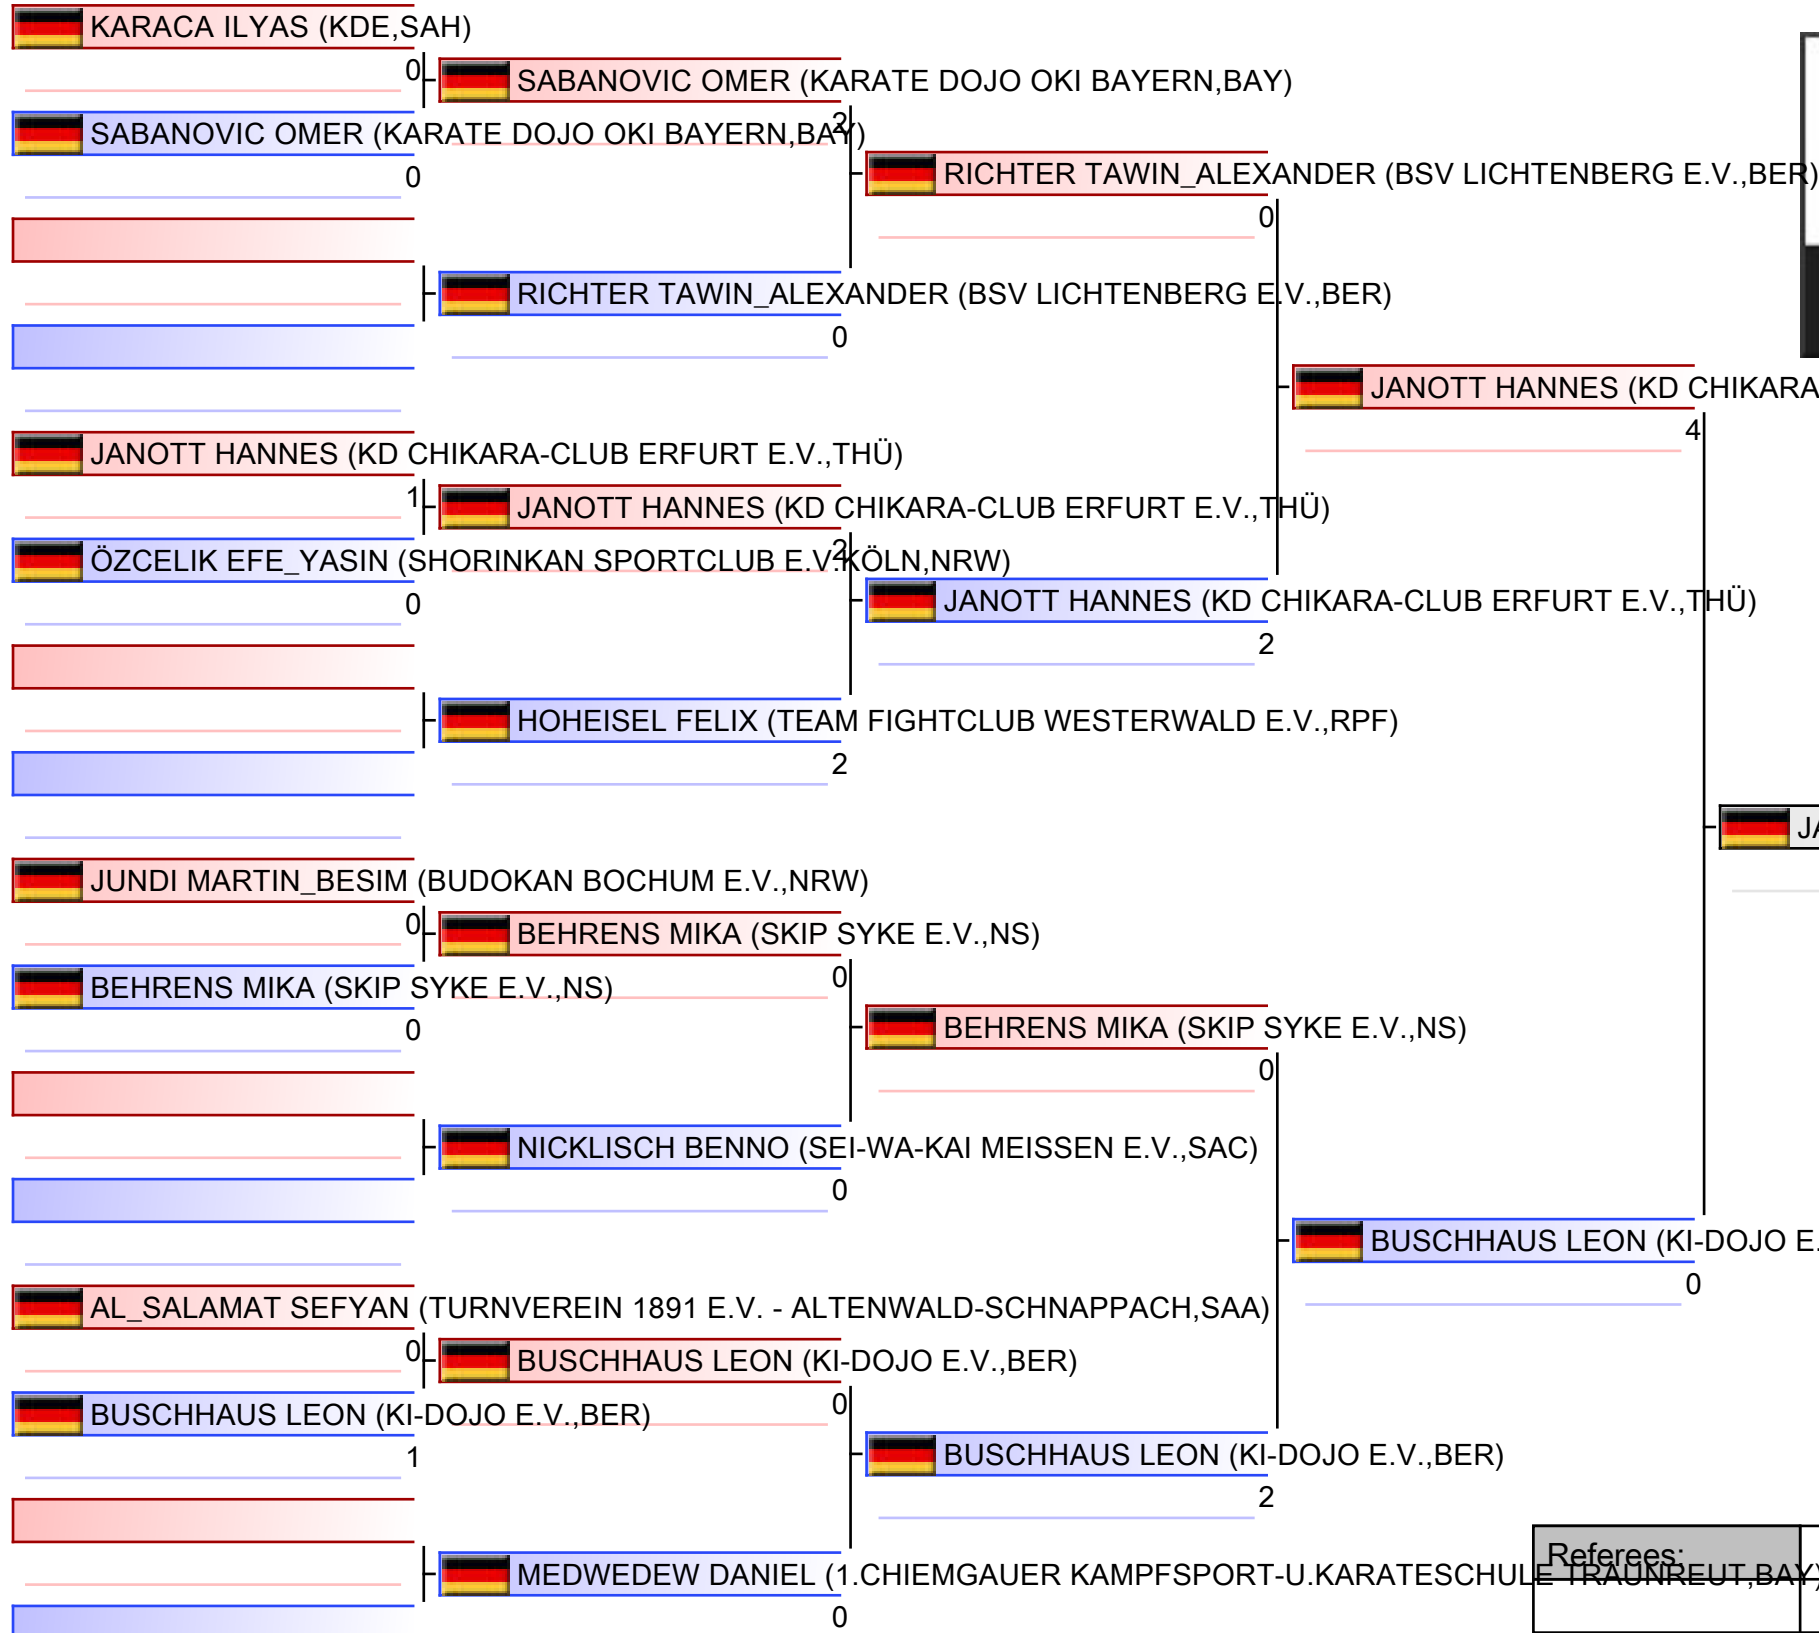 KARACA ILYAS (KDE,SAH)
0
SABANOVIC OMER (KARATE DOJO OKI BAYERN,BAY)
SABANOVIC OMER (KARATE DOJO OKI BAYERN,BAY)
2
0
RICHTER TAWIN_ALEXANDER (BSV LICHTENBERG E.V.,BER)
0
RICHTER TAWIN_ALEXANDER (BSV LICHTENBERG E.V.,BER)
0
JANOTT HANNES (KD CHIKARA
4
JANOTT HANNES (KD CHIKARA-CLUB ERFURT E.V.,THÜ)
1
JANOTT HANNES (KD CHIKARA-CLUB ERFURT E.V.,THÜ)
2
ÖZCELIK EFE_YASIN (SHORINKAN SPORTCLUB E.V.KÖLN,NRW)
0
JANOTT HANNES (KD CHIKARA-CLUB ERFURT E.V.,THÜ)
2
HOHEISEL FELIX (TEAM FIGHTCLUB WESTERWALD E.V.,RPF)
2
JA
JUNDI MARTIN_BESIM (BUDOKAN BOCHUM E.V.,NRW)
0
BEHRENS MIKA (SKIP SYKE E.V.,NS)
0
BEHRENS MIKA (SKIP SYKE E.V.,NS)
0
BEHRENS MIKA (SKIP SYKE E.V.,NS)
0
NICKLISCH BENNO (SEI-WA-KAI MEISSEN E.V.,SAC)
0
BUSCHHAUS LEON (KI-DOJO E.
0
AL_SALAMAT SEFYAN (TURNVEREIN 1891 E.V. - ALTENWALD-SCHNAPPACH,SAA)
0
BUSCHHAUS LEON (KI-DOJO E.V.,BER)
0
BUSCHHAUS LEON (KI-DOJO E.V.,BER)
1
BUSCHHAUS LEON (KI-DOJO E.V.,BER)
2
Referees:
MEDWEDEW DANIEL (1.CHIEMGAUER KAMPFSPORT-U.KARATESCHULE TRAUNREUT,BAY)
0